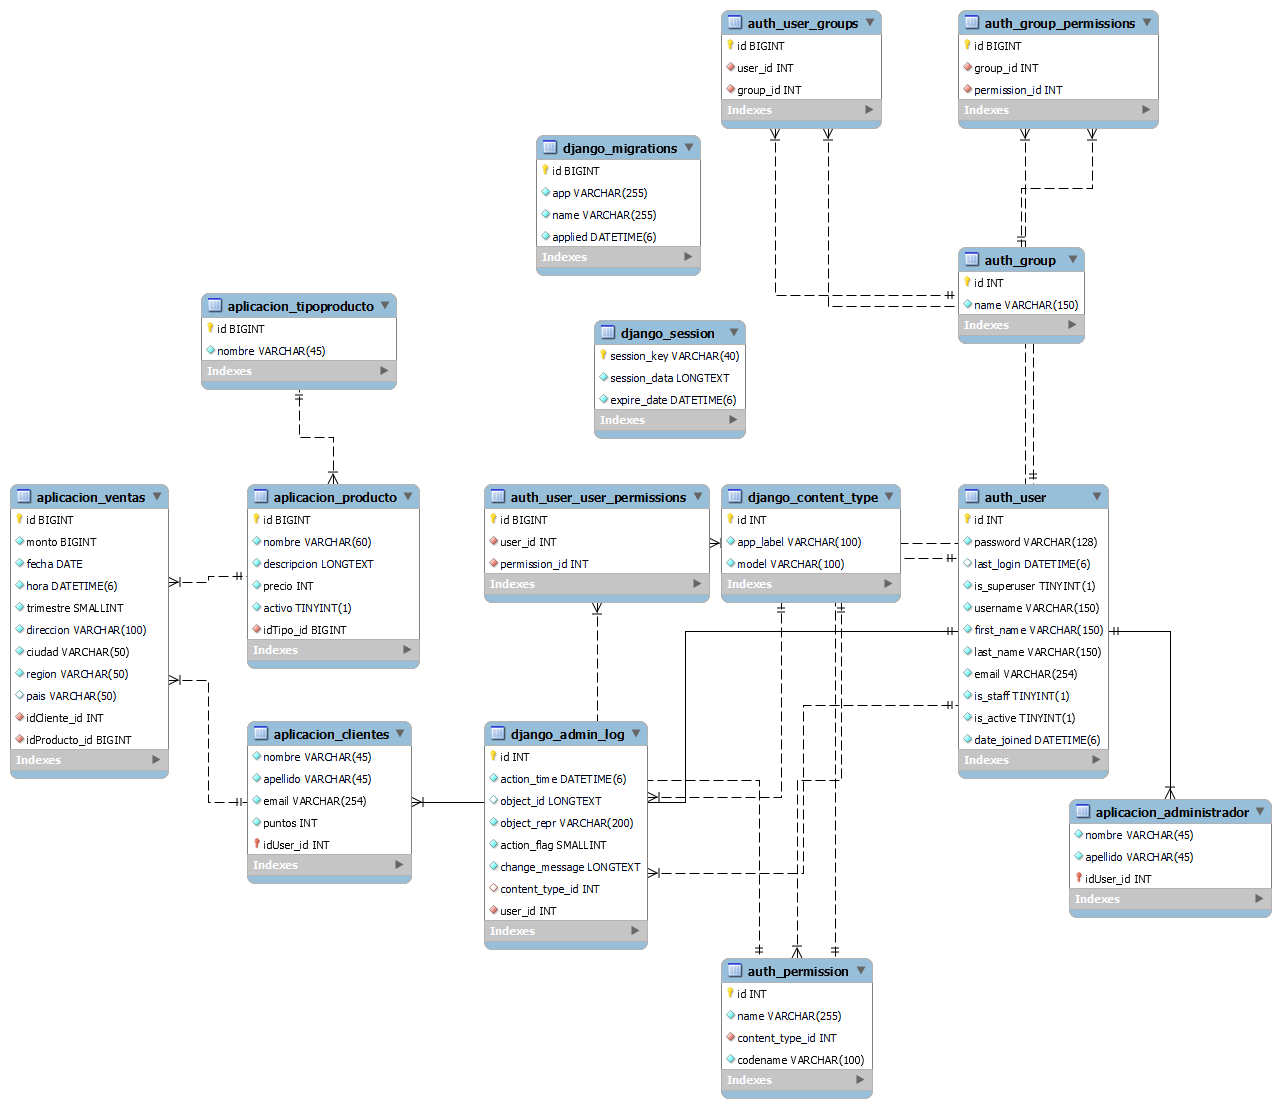 auth_user_groups
id BIGINT
user_id INT
group_id INT
Indexes
auth_group_permissions
id BIGINT
group_id INT
permission_id INT
Indexes
django_migrations
id BIGINT
app VARCHAR(255)
name VARCHAR(255)
applied DATETIME(6)
Indexes
auth_group
id INT
name VARCHAR(150)
Indexes
aplicacion_tipoproducto
id BIGINT
nombre VARCHAR(45)
Indexes
django_session
session_key VARCHAR(40)
session_data LONGTEXT
expire_date DATETIME(6)
Indexes
aplicacion_ventas
id BIGINT
monto BIGINT
fecha DATE
hora DATETIME(6)
trimestre SMALLINT
direccion VARCHAR(100)
ciudad VARCHAR(50)
region VARCHAR(50)
pais VARCHAR(50)
idCliente_id INT
idProducto_id BIGINT
Indexes
aplicacion_producto
id BIGINT
nombre VARCHAR(60)
descripcion LONGTEXT
precio INT
activo TINYINT(1)
idTipo_id BIGINT
Indexes
auth_user_user_permissions
id BIGINT
user_id INT
permission_id INT
Indexes
django_content_type
id INT
app_label VARCHAR(100)
model VARCHAR(100)
Indexes
auth_user
id INT
password VARCHAR(128)
last_login DATETIME(6)
is_superuser TINYINT(1)
username VARCHAR(150)
first_name VARCHAR(150)
last_name VARCHAR(150)
email VARCHAR(254)
is_staff TINYINT(1)
is_active TINYINT(1)
date_joined DATETIME(6)
Indexes
aplicacion_clientes
nombre VARCHAR(45)
apellido VARCHAR(45)
email VARCHAR(254)
puntos INT
idUser_id INT
Indexes
django_admin_log
id INT
action_time DATETIME(6)
object_id LONGTEXT
object_repr VARCHAR(200)
action_flag SMALLINT
change_message LONGTEXT
content_type_id INT
user_id INT
Indexes
aplicacion_administrador
nombre VARCHAR(45)
apellido VARCHAR(45)
idUser_id INT
Indexes
auth_permission
id INT
name VARCHAR(255)
content_type_id INT
codename VARCHAR(100)
Indexes